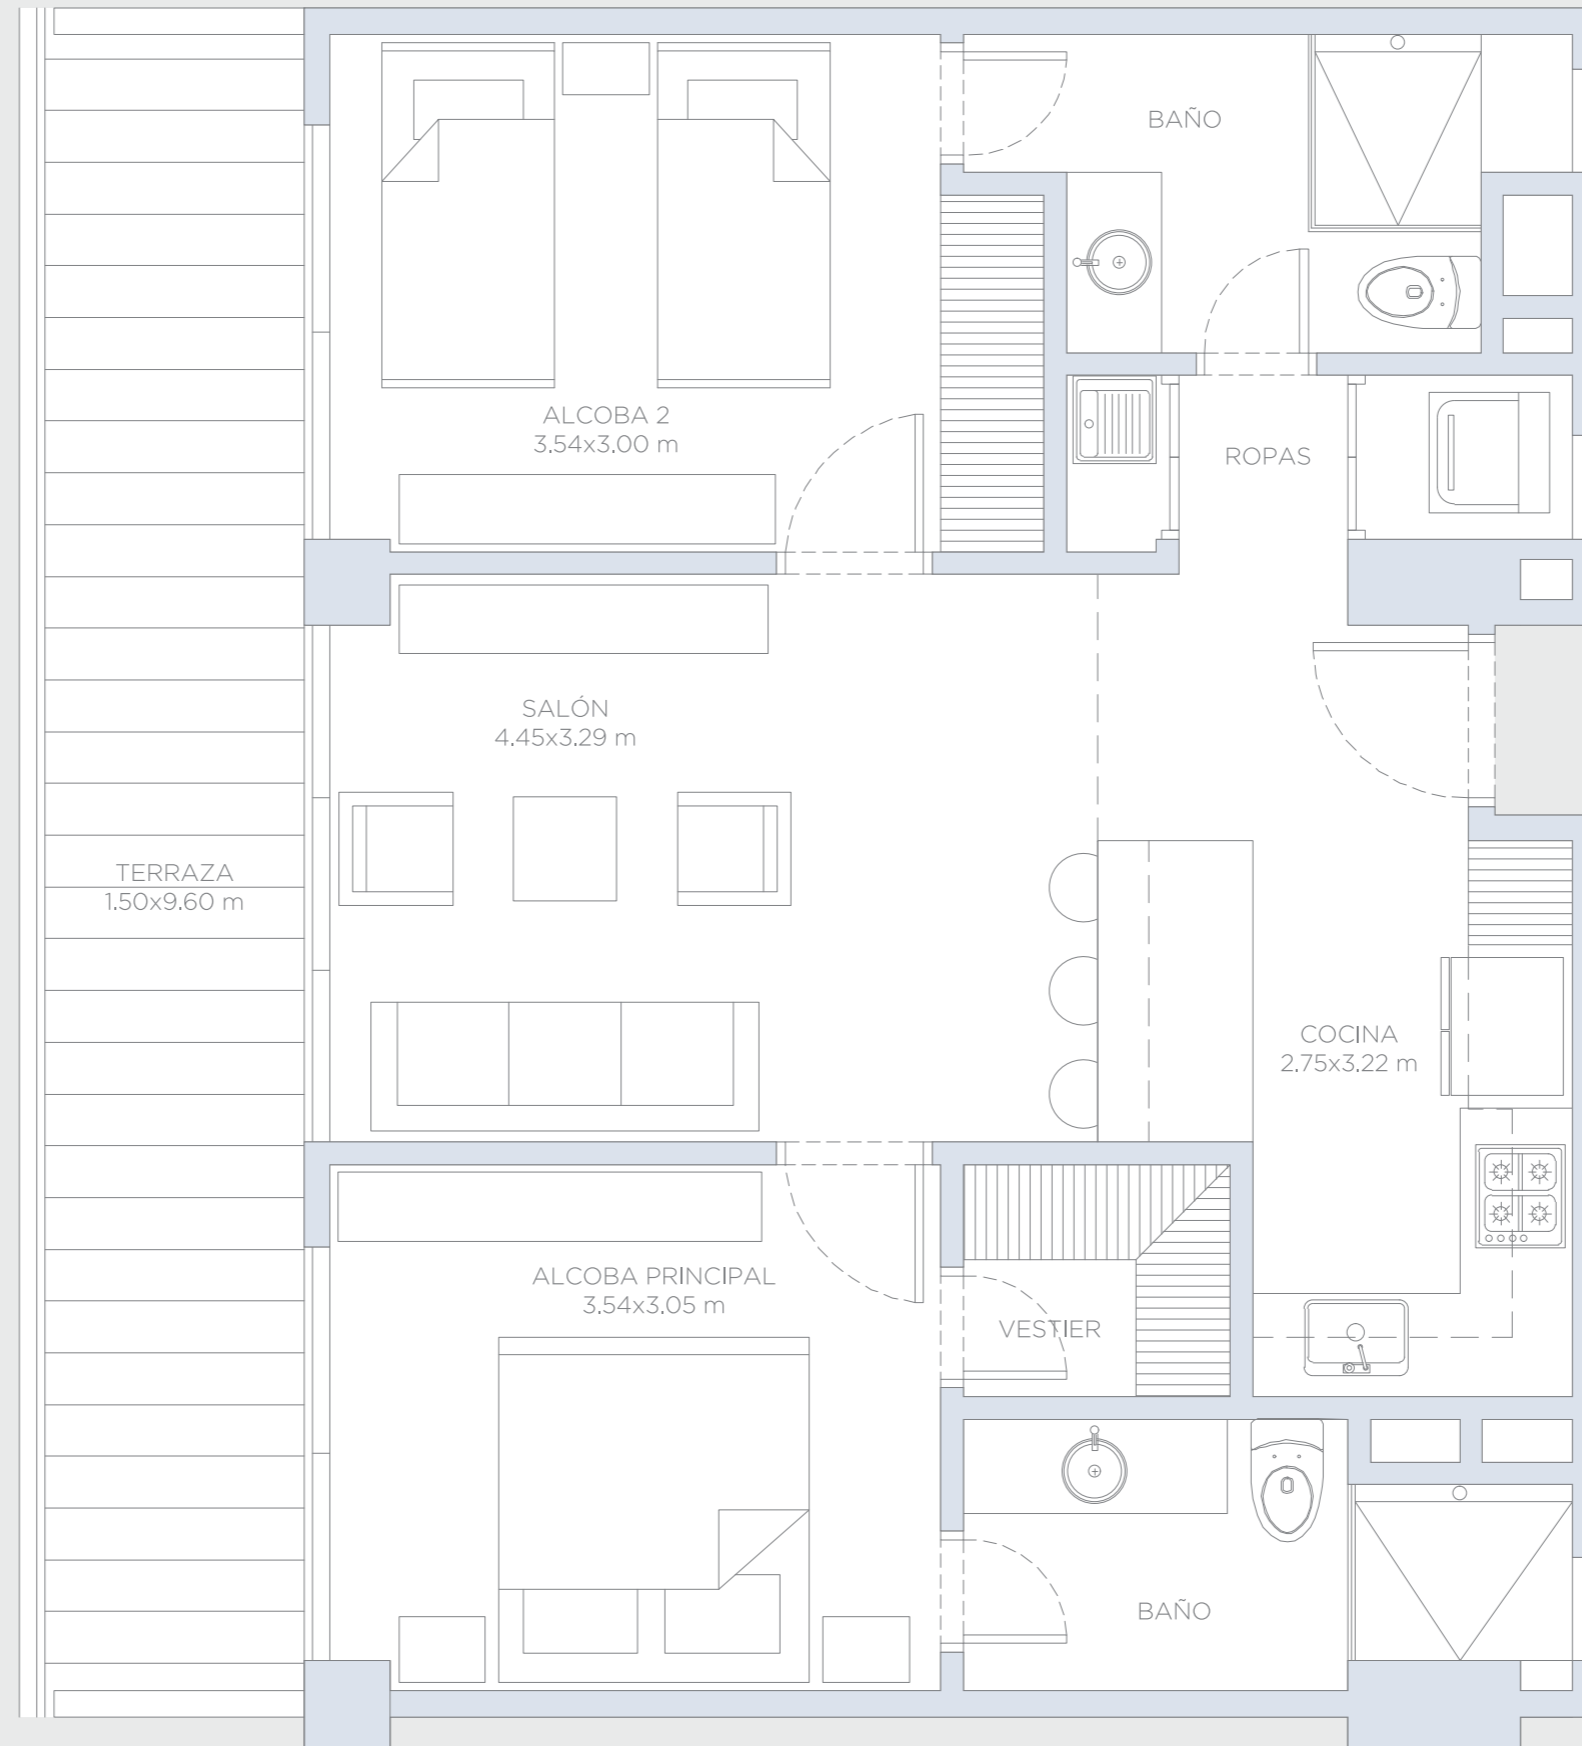 BAÑO
ALCOBA 2
3.54x3.00 m
ROPAS
SALÓN
4.45x3.29 m
TERRAZA
1.50x9.60 m
COCINA
2.75x3.22 m
ALCOBA PRINCIPAL
3.54x3.05 m
VESTIER
BAÑO